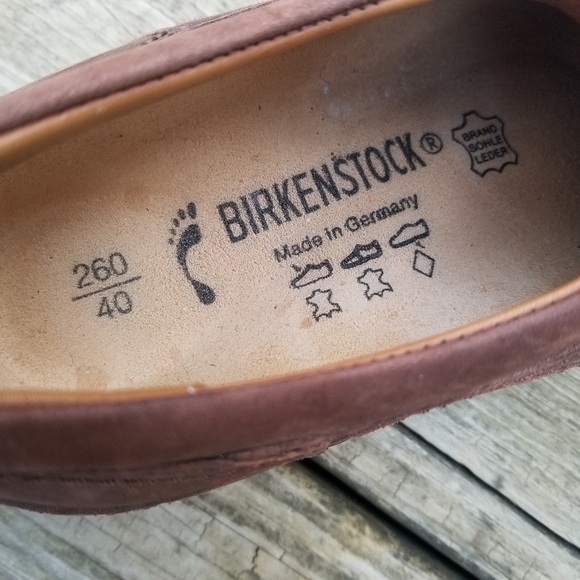 260
40
BIRKENSTOCK®
Made in Germany
BRAND
SOHLE
LEDER